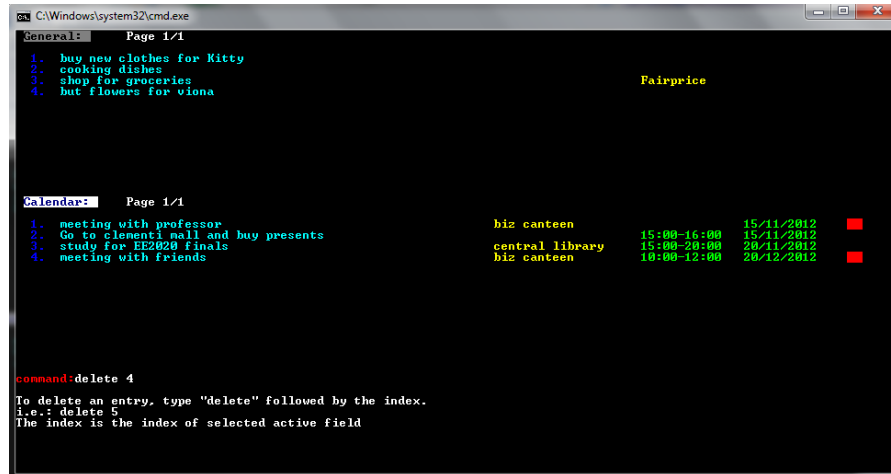 C:\Windows\system32\cmd.exe
General: Page 1/1
1. buy new clothes for Kitty
2. cooking dishes
3. shop for groceries Fairprice
4. but flowers for viona
Calendar: Page 1/1
1. meeting with professor biz canteen 15/11/2012
2. Go to clementi mall and buy presents 15:00-16:00 15/11/2012
3. study for EE2020 finals central library 15:00-20:00 20/11/2012
4. meeting with friends biz canteen 10:00-12:00 20/12/2012
command:delete 4
To delete an entry, type "delete" followed by the index.
i.e.: delete 5
The index is the index of selected active field